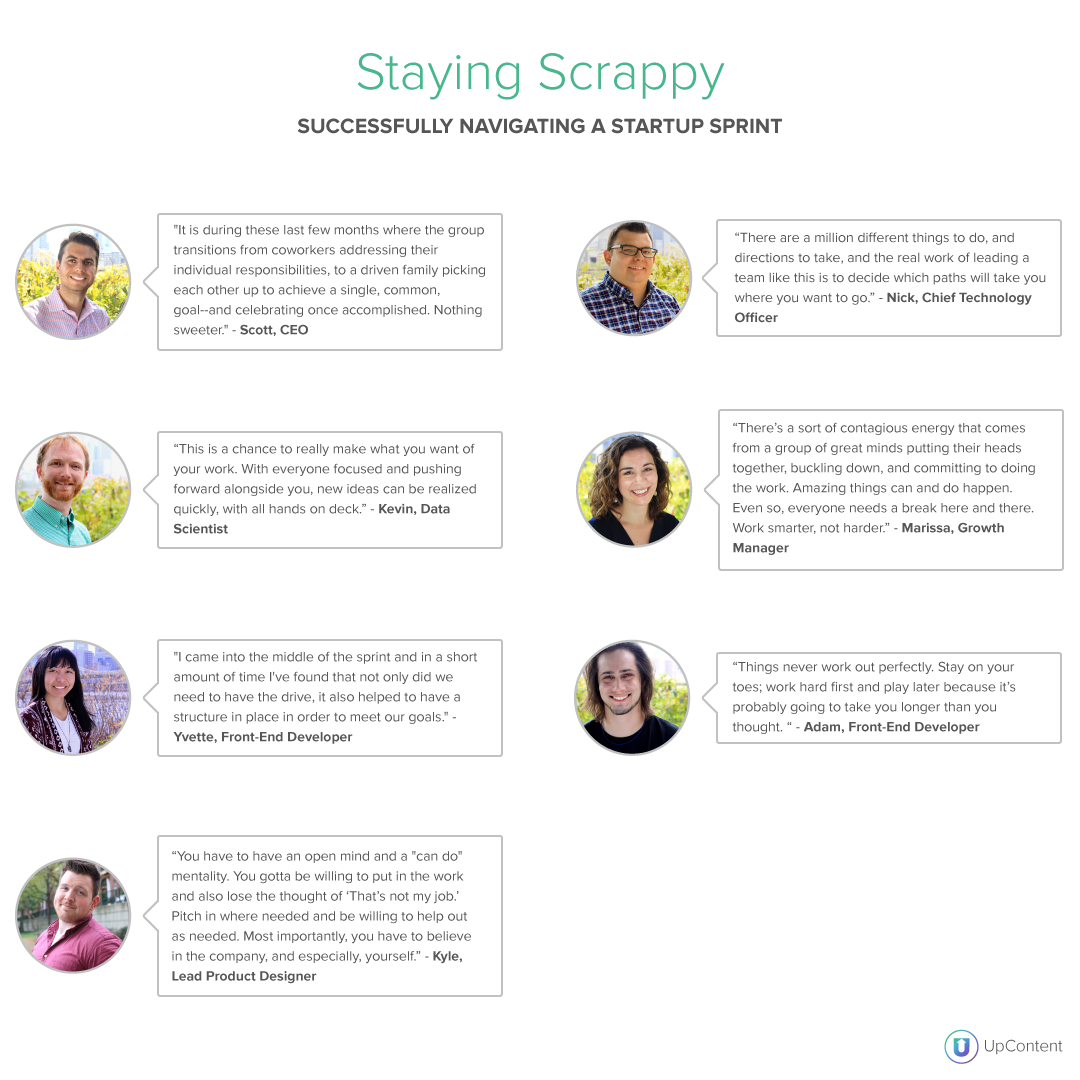 Staying Scrappy
SUCCESSFULLY NAVIGATING A STARTUP SPRINT
"It is during these last few months where the group
transitions from coworkers addressing their
individual responsibilities, to a driven family picking
each other up to achieve a single, common,
goal--and celebrating once accomplished. Nothing
sweeter." - Scott, CEO
“There are a million different things to do, and
directions to take, and the real work of leading a
team like this is to decide which paths will take you
where you want to go.” - Nick, Chief Technology
Officer
“This is a chance to really make what you want of
your work. With everyone focused and pushing
forward alongside you, new ideas can be realized
quickly, with all hands on deck.” - Kevin, Data
Scientist
“There’s a sort of contagious energy that comes
from a group of great minds putting their heads
together, buckling down, and committing to doing
the work. Amazing things can and do happen.
Even so, everyone needs a break here and there.
Work smarter, not harder.” - Marissa, Growth
Manager
"I came into the middle of the sprint and in a short
amount of time I've found that not only did we
need to have the drive, it also helped to have a
structure in place in order to meet our goals." -
Yvette, Front-End Developer
“Things never work out perfectly. Stay on your
toes; work hard first and play later because it’s
probably going to take you longer than you
thought. “ - Adam, Front-End Developer
“You have to have an open mind and a "can do"
mentality. You gotta be willing to put in the work
and also lose the thought of ‘That’s not my job.’
Pitch in where needed and be willing to help out
as needed. Most importantly, you have to believe
in the company, and especially, yourself.” - Kyle,
Lead Product Designer
UpContent